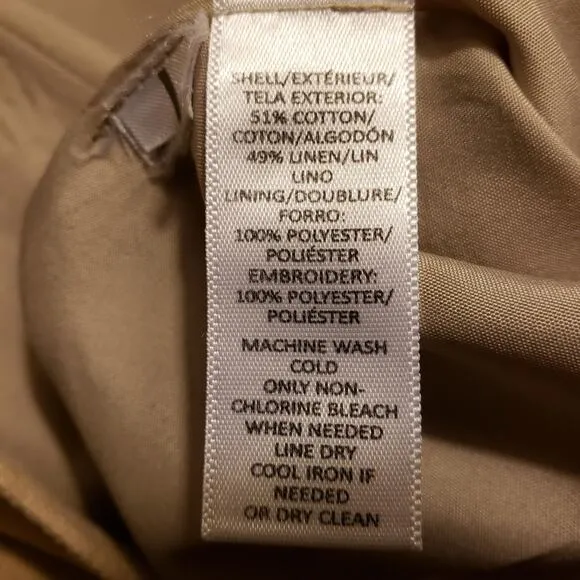 SHELL/EXTÉRIEUR/
TELA EXTERIOR:
51% COTTON/
COTON/ALGODÓN
49% LINEN/LIN
LINO
LINING/DOUBLURE/
FORRO:
100% POLYESTER/
POLIÉSTER
EMBROIDERY:
100% POLYESTER/
POLIÉSTER
MACHINE WASH
COLD
ONLY NON-
CHLORINE BLEACH
WHEN NEEDED
LINE DRY
COOL IRON IF
NEEDED
OR DRY CLEAN